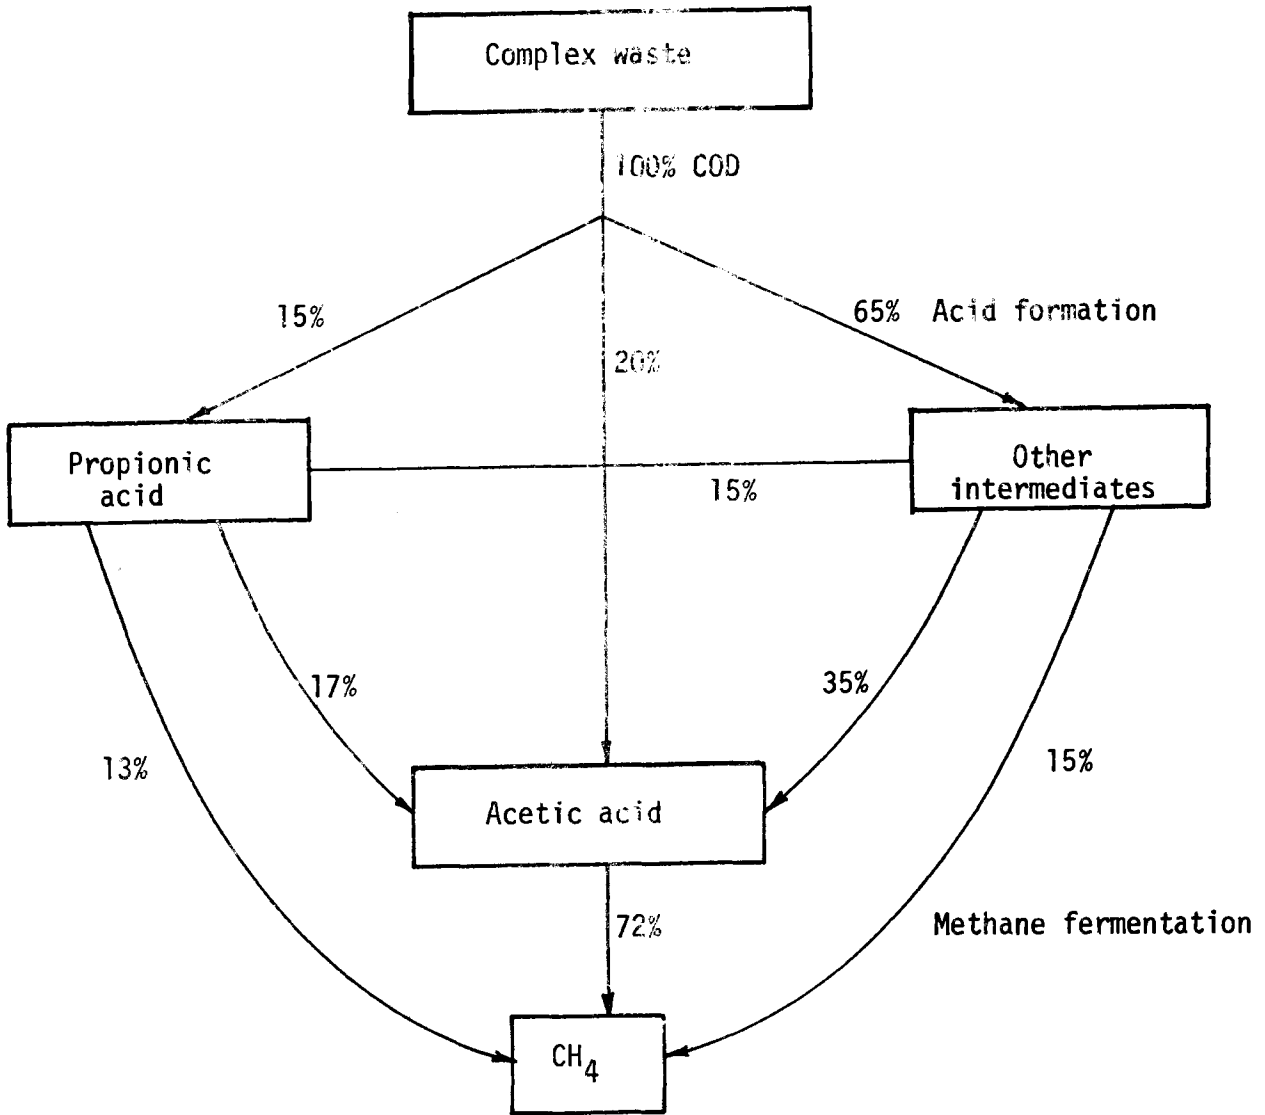 Complex waste
100% COD
15%
65% Acid formation
20%
Propionic
acid
Other
intermediates
15%
17%
35%
13%
15%
Acetic acid
72%
Methane fermentation
CH4